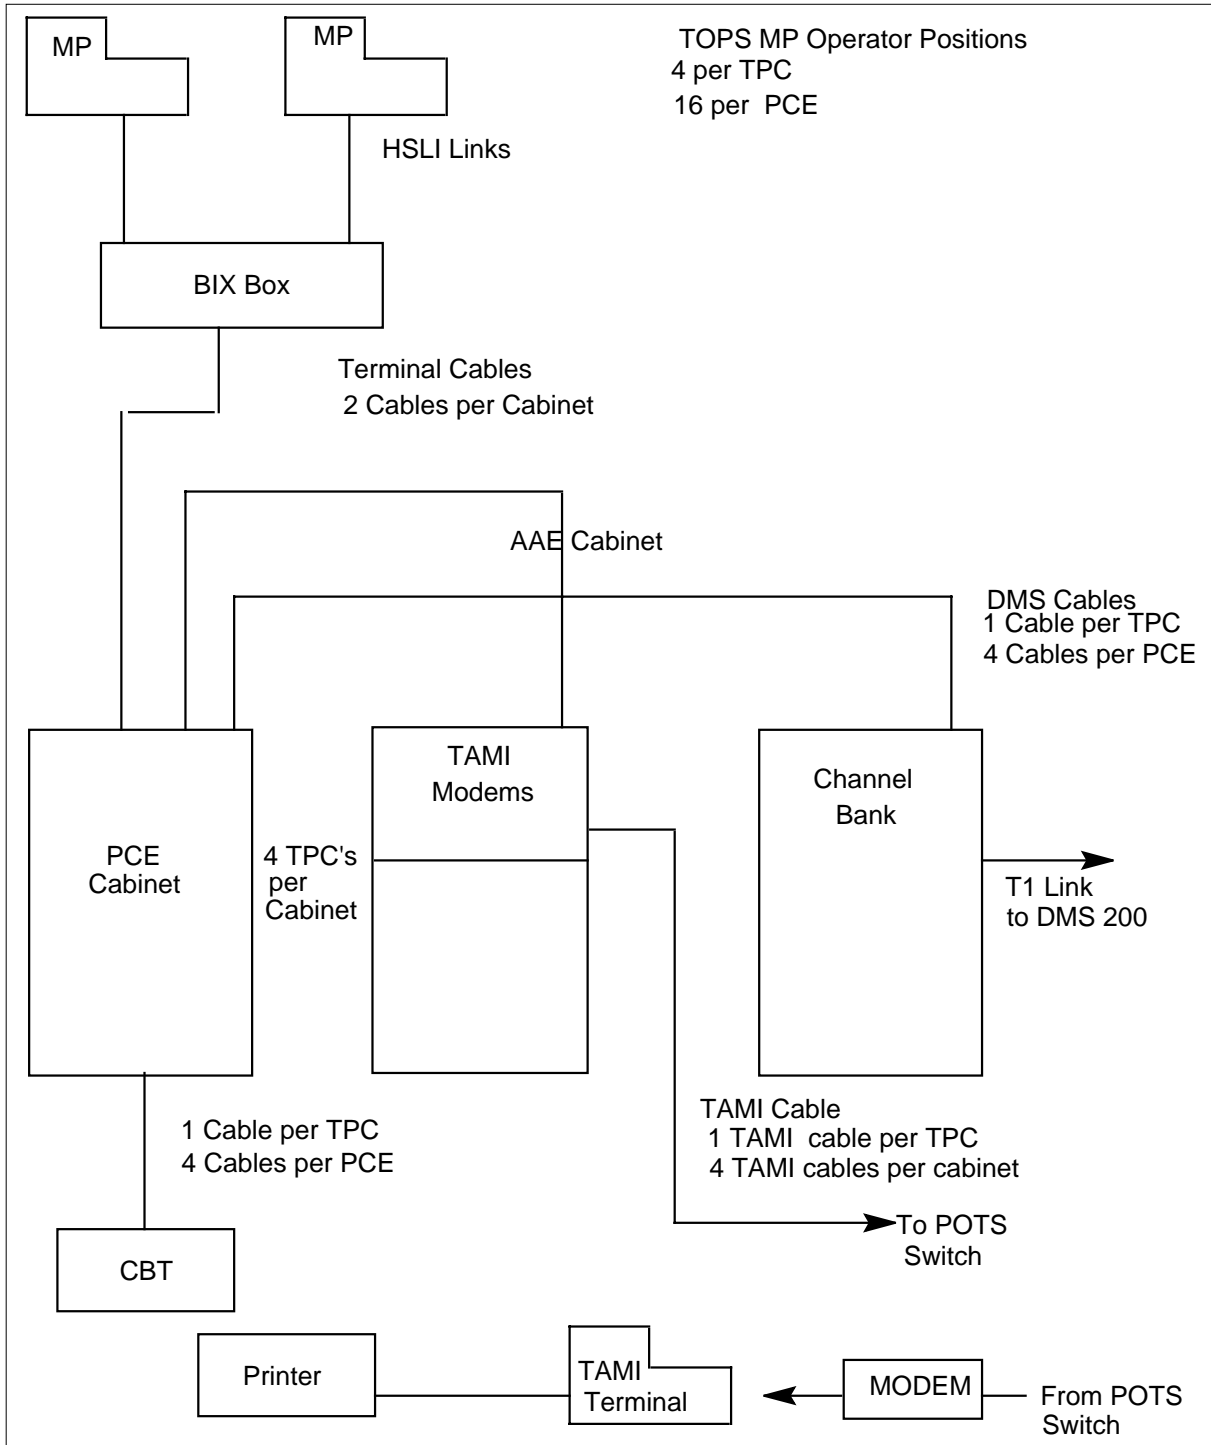 MP
MP
TOPS MP Operator Positions
4 per TPC
16 per PCE
HSLI Links
BIX Box
Terminal Cables
2 Cables per Cabinet
AAE Cabinet
DMS Cables
1 Cable per TPC
4 Cables per PCE
TAMI
Modems
Channel
Bank
PCE
Cabinet
4 TPC's
per
Cabinet
T1 Link
to DMS 200
1 Cable per TPC
4 Cables per PCE
TAMI Cable
1 TAMI cable per TPC
4 TAMI cables per cabinet
To POTS
Switch
CBT
Printer
TAMI
Terminal
MODEM
From POTS
Switch